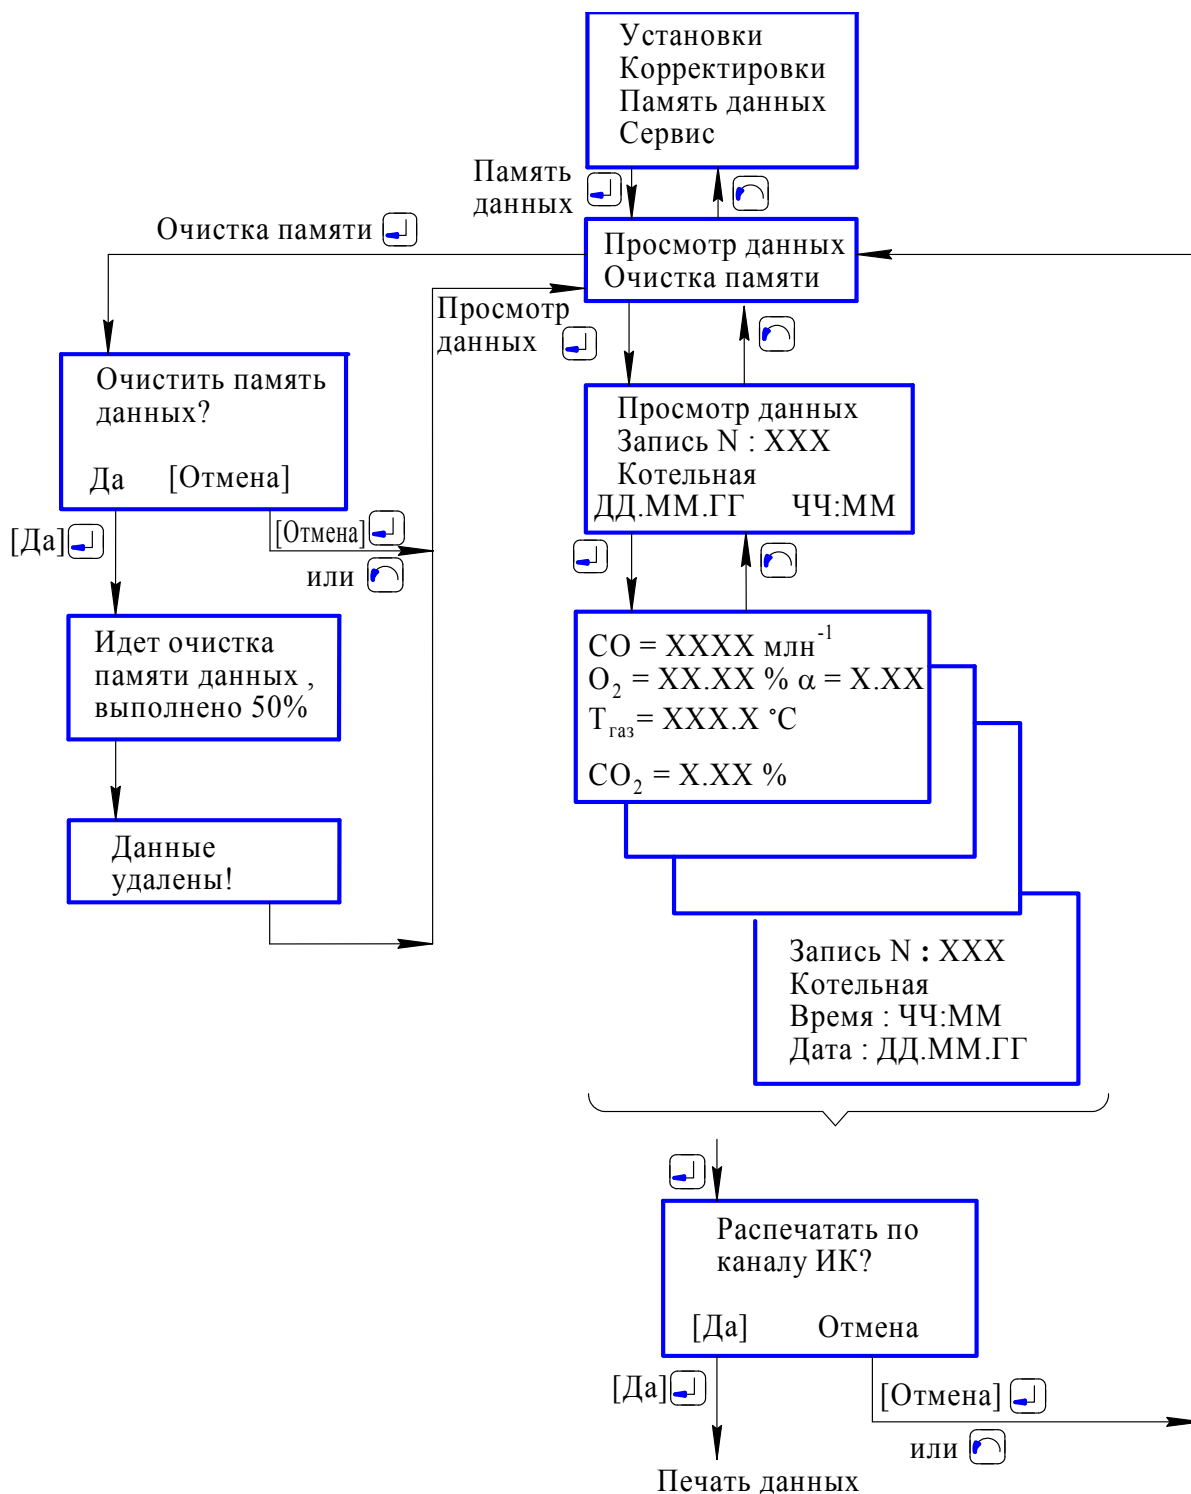 Установки
Корректировки
Память данных
Сервис
Память
данных
Очистка памяти
Просмотр данных
Очистка памяти
Просмотр
данных
Очистить память
данных?
Да [Отмена]
[Да]
[Отмена]
или
Просмотр данных
Запись N : XXX
Котельная
ДД.ММ.ГГ ЧЧ:ММ
Идет очистка
памяти данных ,
выполнено 50%
CO = XXXX млн⁻¹
O₂ = XX.XX % α = X.XX
Tгаз= XXX.X °C
CO₂ = X.XX %
Данные
удалены!
Запись N : XXX
Котельная
Время : ЧЧ:ММ
Дата : ДД.ММ.ГГ
Распечатать по
каналу ИК?
[Да] Отмена
[Да]
[Отмена]
или
Печать данных